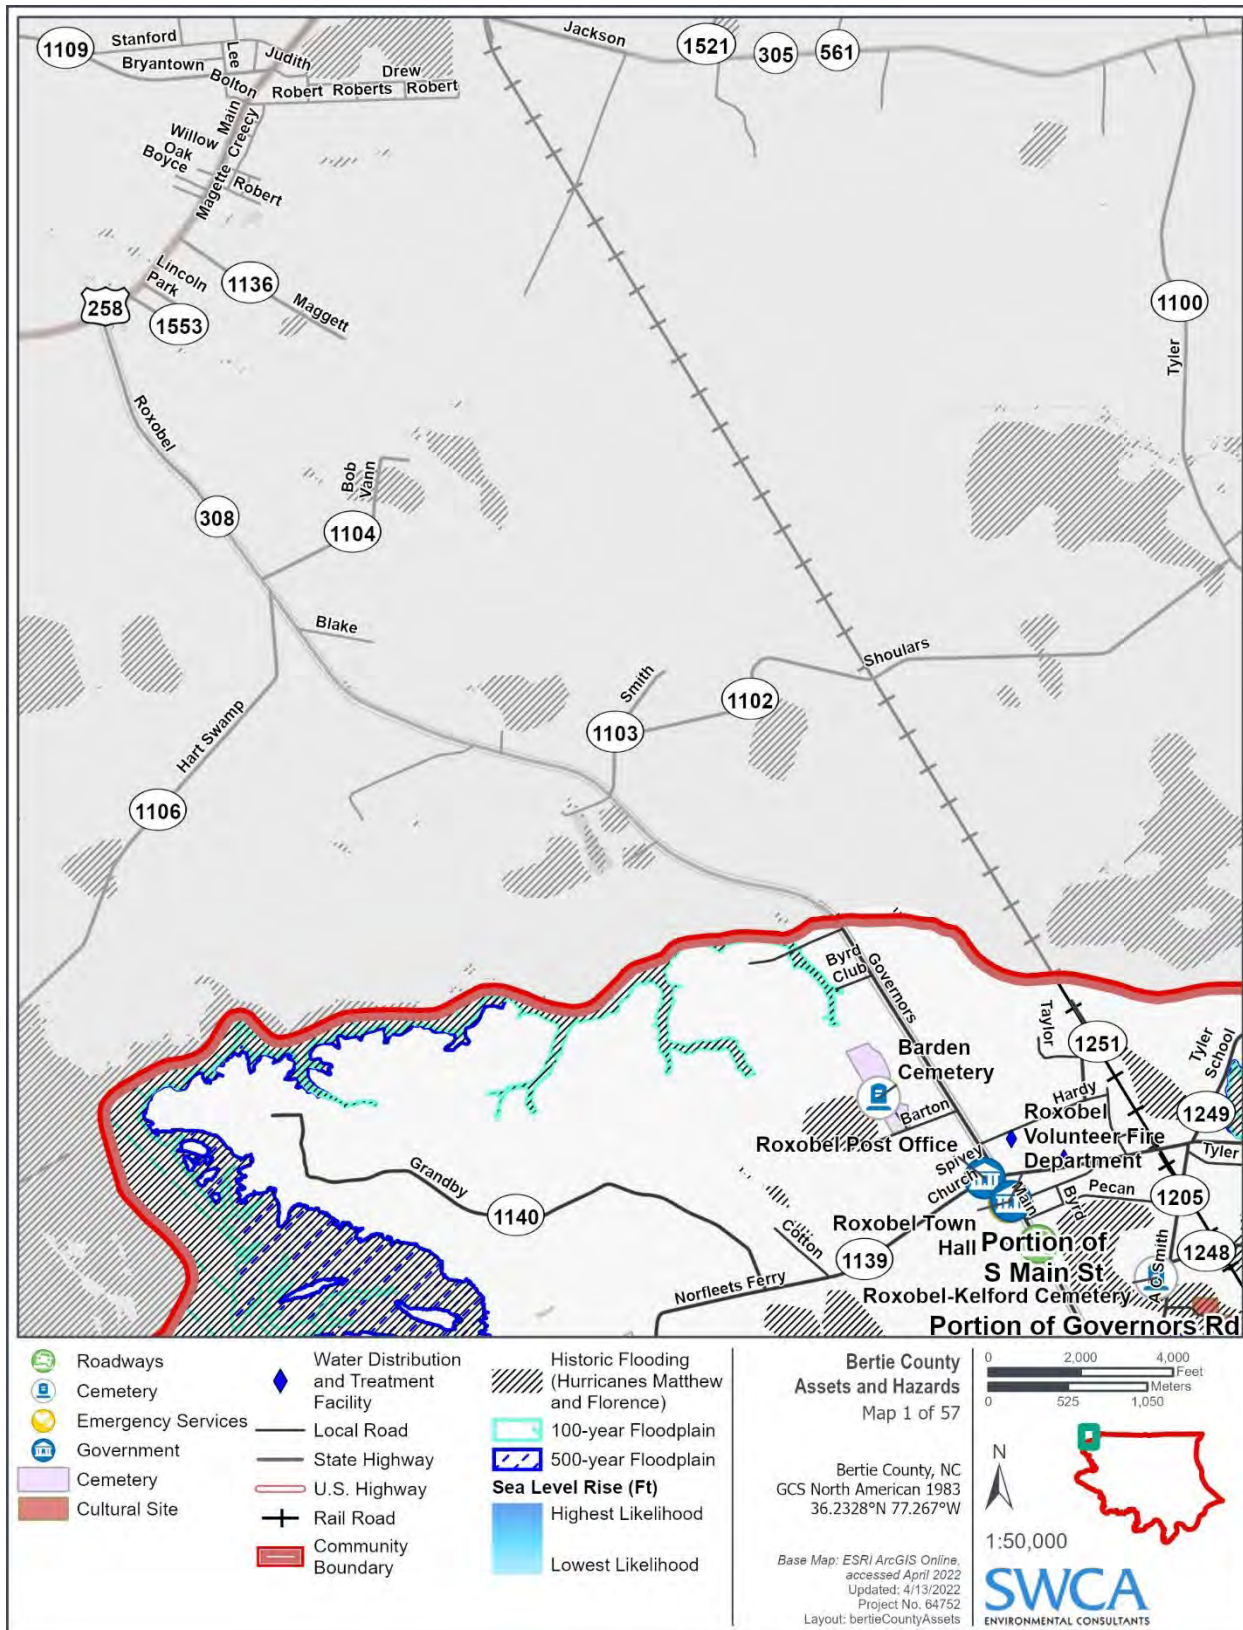 Jackson
1521
305
561
1109
Stanford
Lee
Judith
Bryantown
Bolton
Drew
Robert
Roberts
Robert
Main
Creecy
Willow
Oak
Boyce
Magette
Robert
Lincoln
Park
1136
Maggett
258
1553
1100
Tyler
Roxobel
Bob
Vann
308
1104
Blake
Shoulars
Smith
1102
1103
Hart Swamp
1106
Byrd
Club
Governors
Taylor
1251
Tyler
School
Barden
Cemetery
Hardy
1249
Barton
Roxobel
Volunteer Fire
Department
Roxobel Post Office
Spivey
Church
Tyler
Grandby
Main
Byrd
Pecan
1205
1140
Roxobel Town
Hall
Cotton
1139
Portion of
S Main St
A C Smith
1248
Norfleets Ferry
Roxobel-Kelford Cemetery
Portion of Governors Rd
Roadways
Cemetery
Emergency Services
Government
Cemetery
Cultural Site
Water Distribution
and Treatment
Facility
Local Road
State Highway
U.S. Highway
Rail Road
Community
Boundary
Historic Flooding
(Hurricanes Matthew
and Florence)
100-year Floodplain
500-year Floodplain
Sea Level Rise (Ft)
Highest Likelihood
Lowest Likelihood
Bertie County
Assets and Hazards
Map 1 of 57
Bertie County, NC
GCS North American 1983
36.2328°N 77.267°W
Base Map: ESRI ArcGIS Online,
accessed April 2022
Updated: 4/13/2022
Project No. 64752
Layout: bertieCountyAssets
0 2,000 4,000
Feet
Meters
0 525 1,050
N
1:50,000
SWCA
ENVIRONMENTAL CONSULTANTS